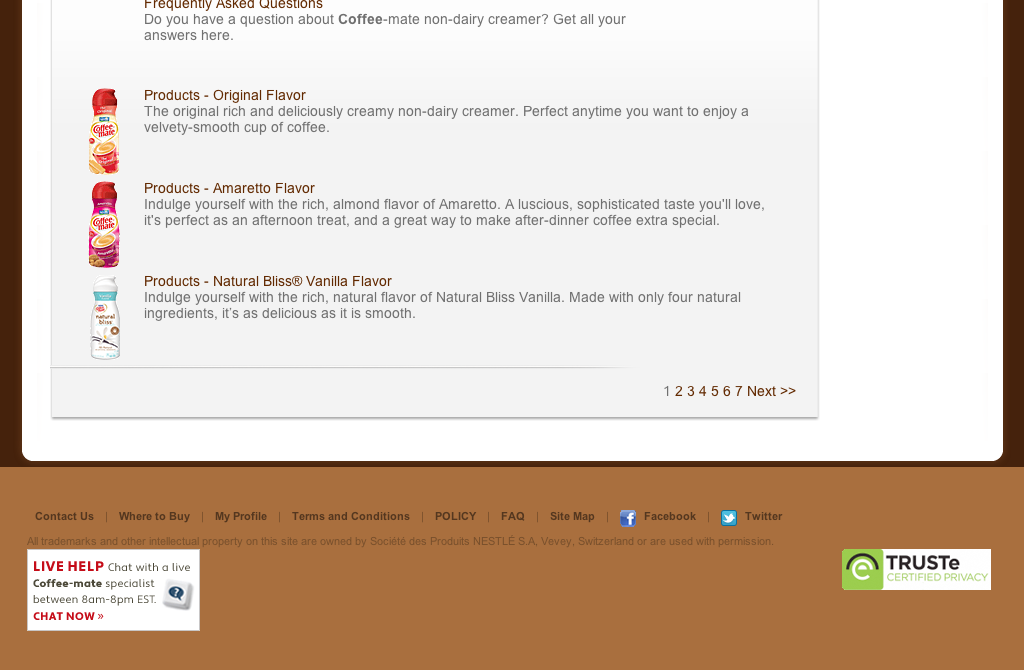 Frequently Asked Questions
Do you have a question about Coffee-mate non-dairy creamer? Get all your
answers here.
Products - Original Flavor
The original rich and deliciously creamy non-dairy creamer. Perfect anytime you want to enjoy a
velvety-smooth cup of coffee.
Coffee-mate
Products - Amaretto Flavor
Indulge yourself with the rich, almond flavor of Amaretto. A luscious, sophisticated taste you'll love,
it's perfect as an afternoon treat, and a great way to make after-dinner coffee extra special.
Coffee-mate
Products - Natural Bliss® Vanilla Flavor
Indulge yourself with the rich, natural flavor of Natural Bliss Vanilla. Made with only four natural
ingredients, it's as delicious as it is smooth.
natural
bliss
1 2 3 4 5 6 7 Next >>
Contact Us | Where to Buy | My Profile | Terms and Conditions | POLICY | FAQ | Site Map | Facebook | Twitter
All trademarks and other intellectual property on this site are owned by Société des Produits NESTLÉ S.A, Vevey, Switzerland or are used with permission.
LIVE HELP Chat with a live
Coffee-mate specialist
between 8am-8pm EST.
CHAT NOW »
TRUSTe
CERTIFIED PRIVACY